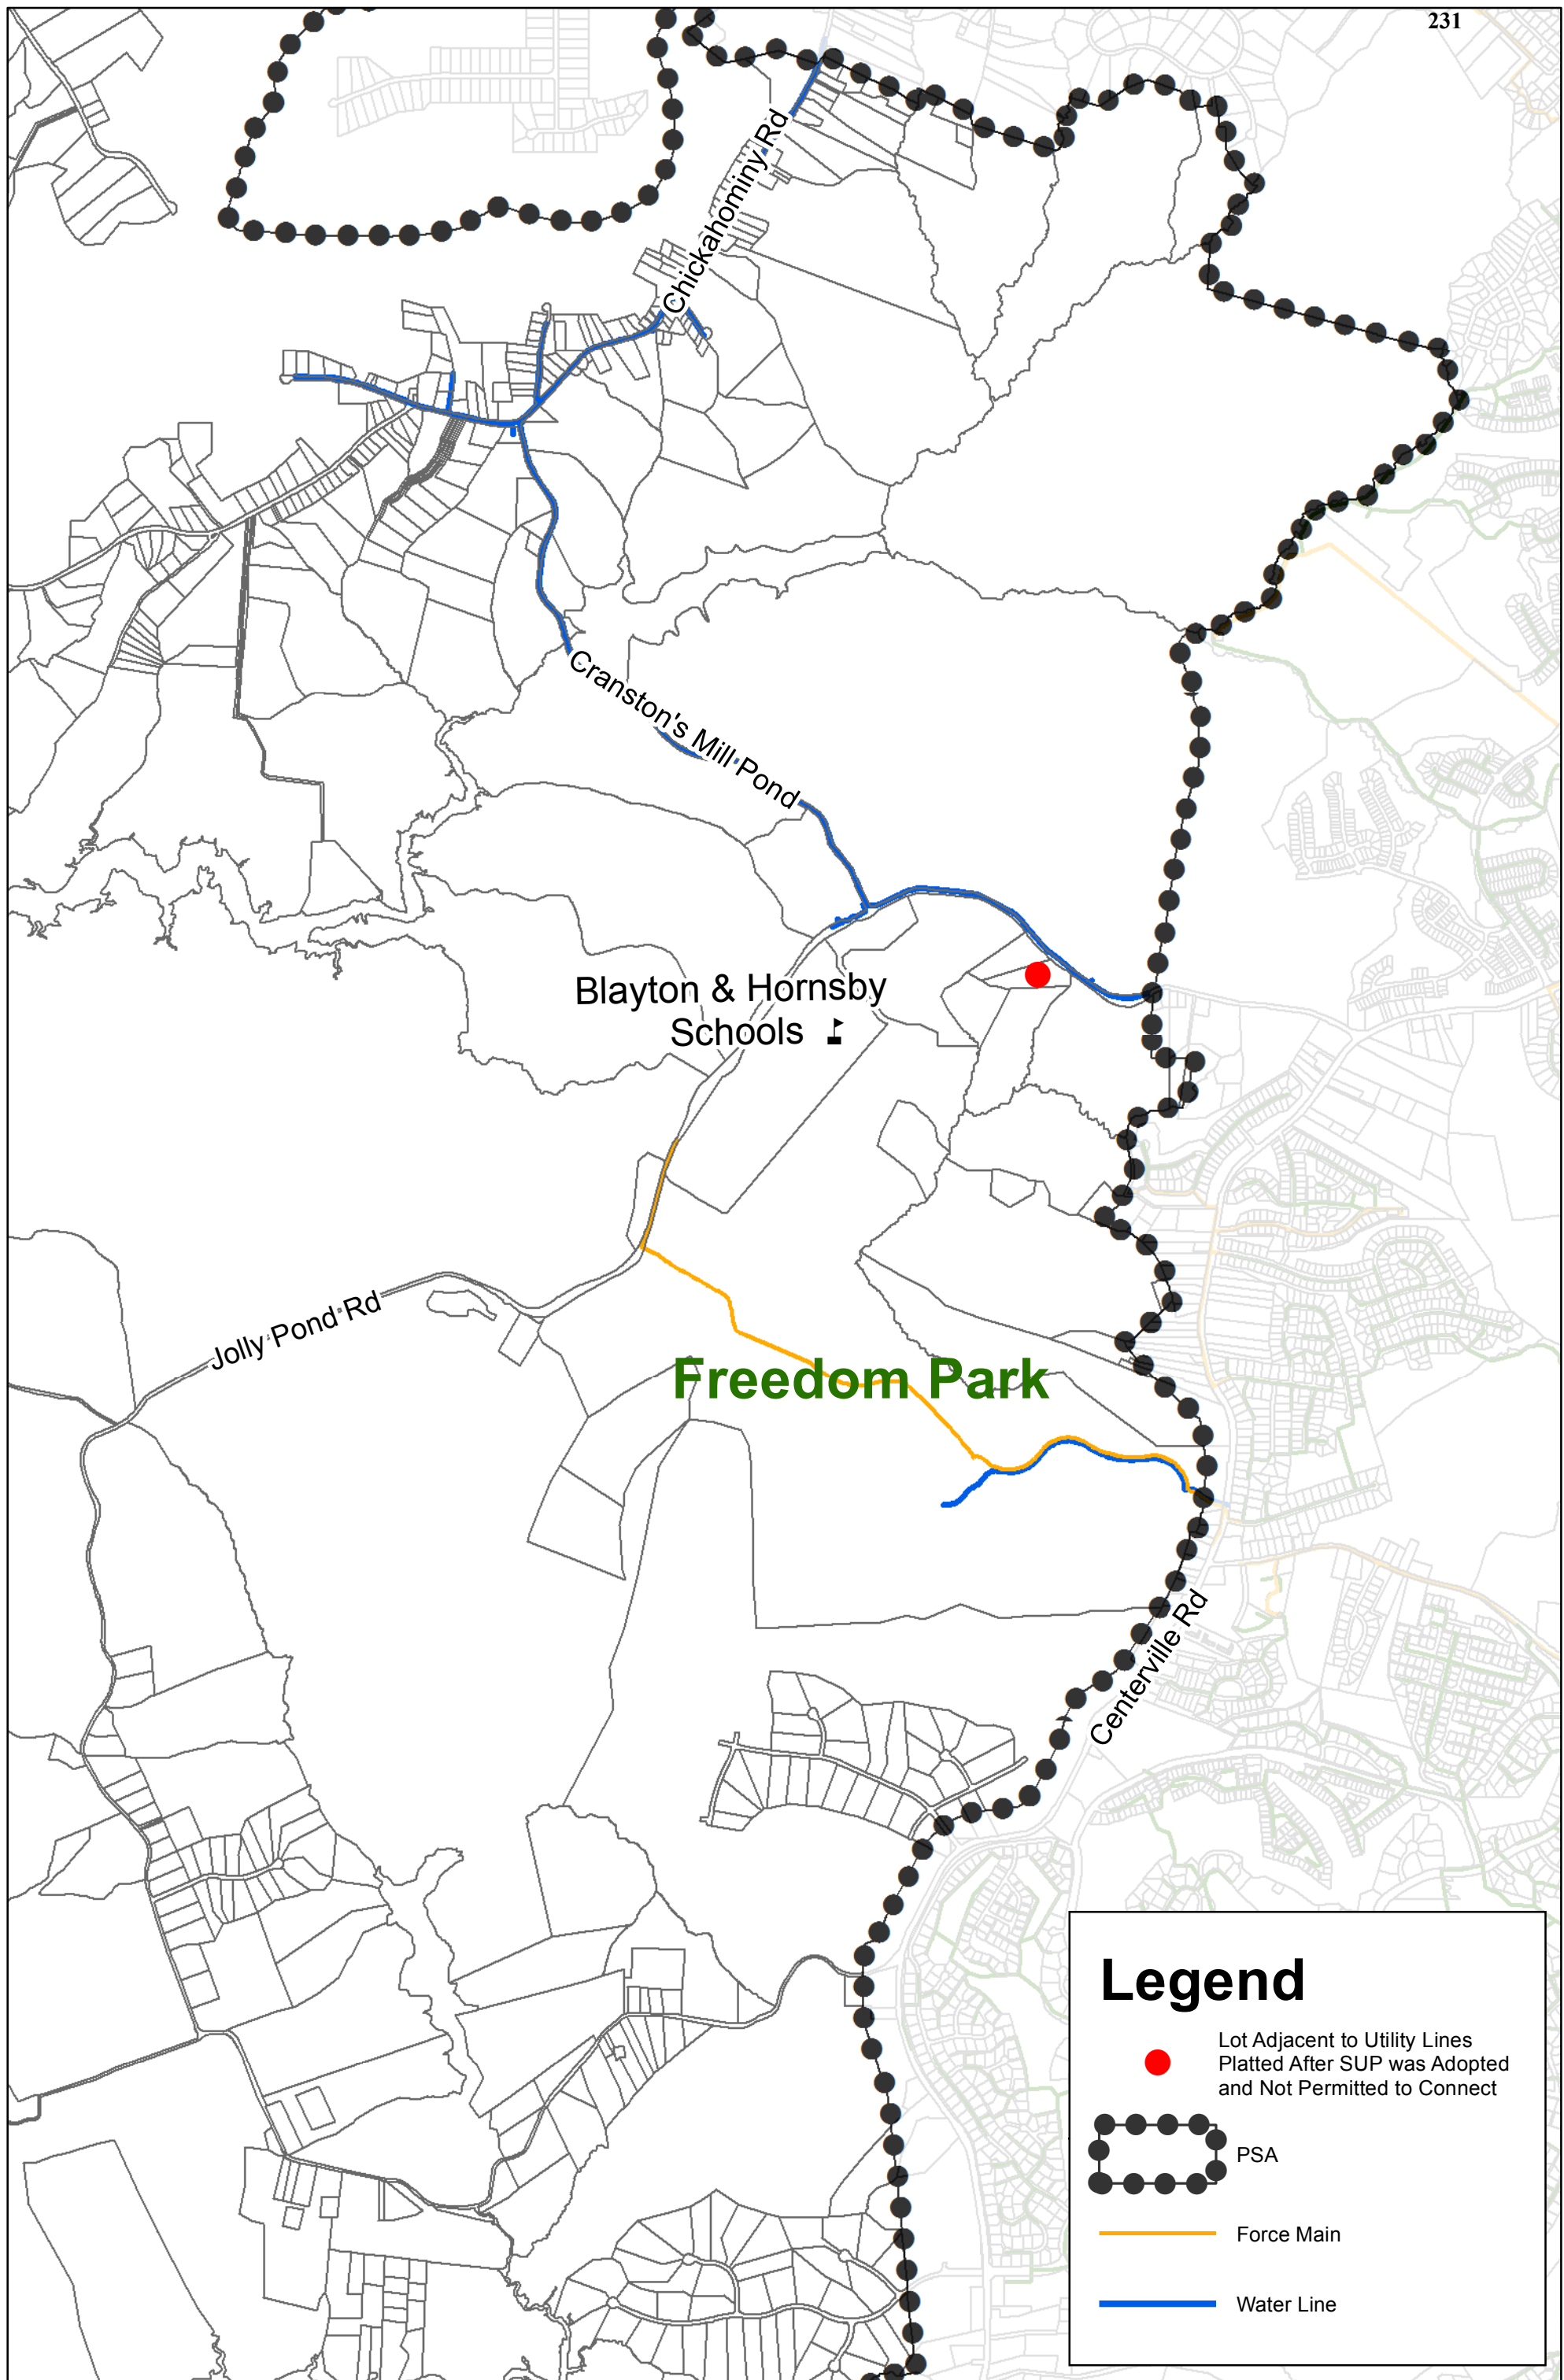 231
Chickahominy Rd
Cranston's Mill Pond
Blayton & Hornsby
Schools
Jolly Pond Rd
Freedom Park
Centerville Rd
Legend
Lot Adjacent to Utility Lines
Platted After SUP was Adopted
and Not Permitted to Connect
PSA
Force Main
Water Line